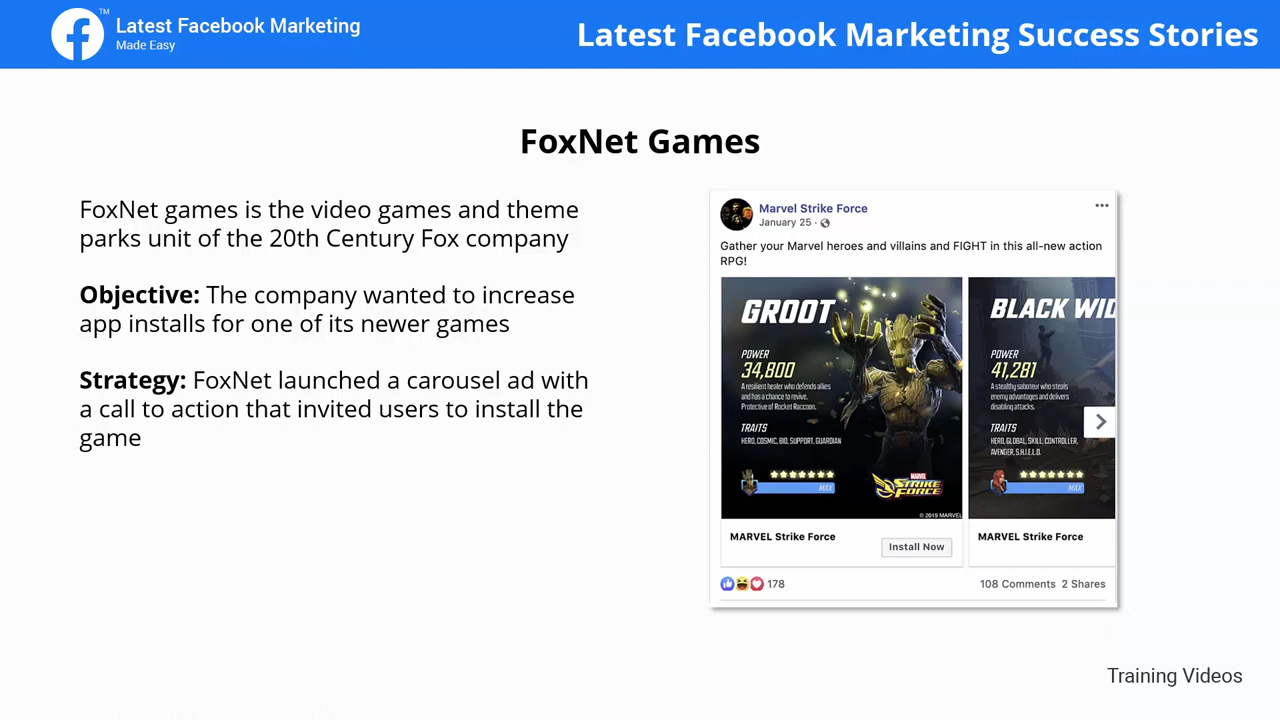 TM
Latest Facebook Marketing
Made Easy
Latest Facebook Marketing Success Stories
FoxNet Games
FoxNet games is the video games and theme
parks unit of the 20th Century Fox company
Objective: The company wanted to increase
app installs for one of its newer games
Strategy: FoxNet launched a carousel ad with
a call to action that invited users to install the
game
Marvel Strike Force
January 25 ·
Gather your Marvel heroes and villains and FIGHT in this all-new action
RPG!
GROOT
POWER
34,800
A resilient healer who defends allies
and has a chance to revive.
Protective of Rocket Raccoon.
TRAITS
HERO, COSMIC, BIO, SUPPORT, GUARDIAN
MAX
MARVEL
STRIKE
FORCE
© 2019 MARVEL
MARVEL Strike Force
Install Now
BLACK WID
POWER
41,281
A stealthy saboteur who steals
enemy advantages and delivers
disabling attacks.
TRAITS
HERO, GLOBAL, SKILL, CONTROLLER,
AVENGER, S.H.I.E.L.D.
MAX
MARVEL Strike Force
178
108 Comments 2 Shares
Training Videos